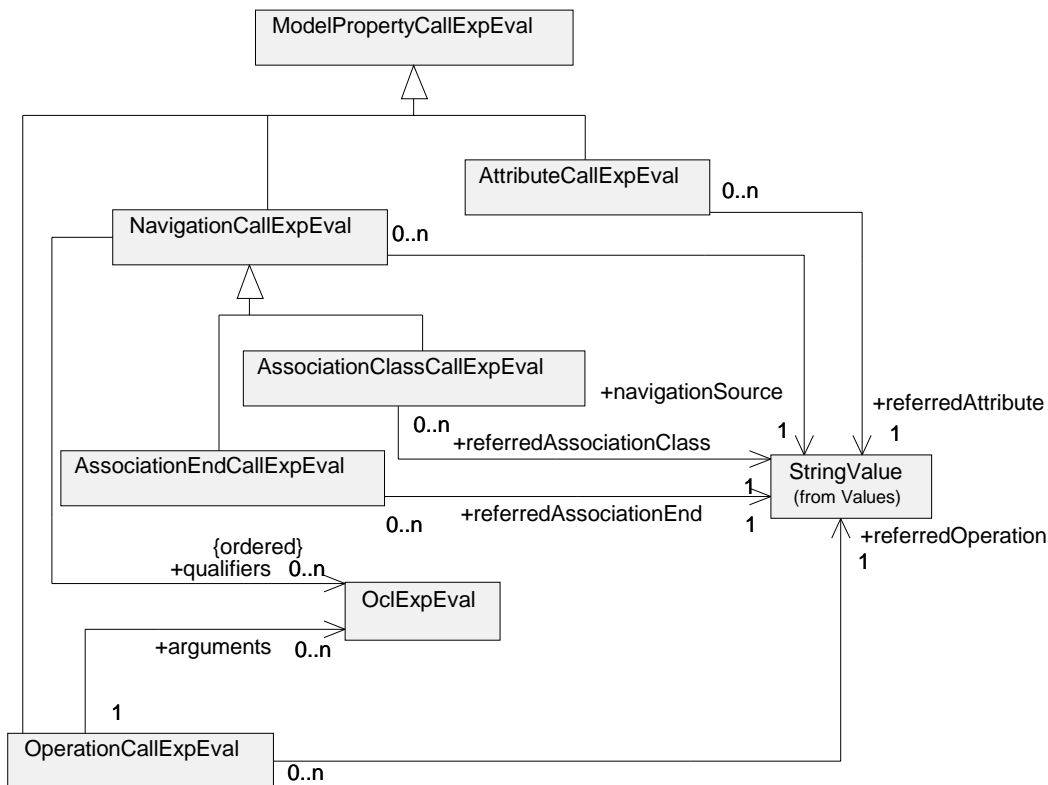 ModelPropertyCallExpEval
AttributeCallExpEval
0..n
NavigationCallExpEval
0..n
AssociationClassCallExpEval
+navigationSource
+referredAttribute
0..n
1
1
+referredAssociationClass
AssociationEndCallExpEval
StringValue
(from Values)
1
0..n
+referredAssociationEnd
1
+referredOperation
1
{ordered}
+qualifiers
0..n
OclExpEval
+arguments
0..n
1
OperationCallExpEval
0..n